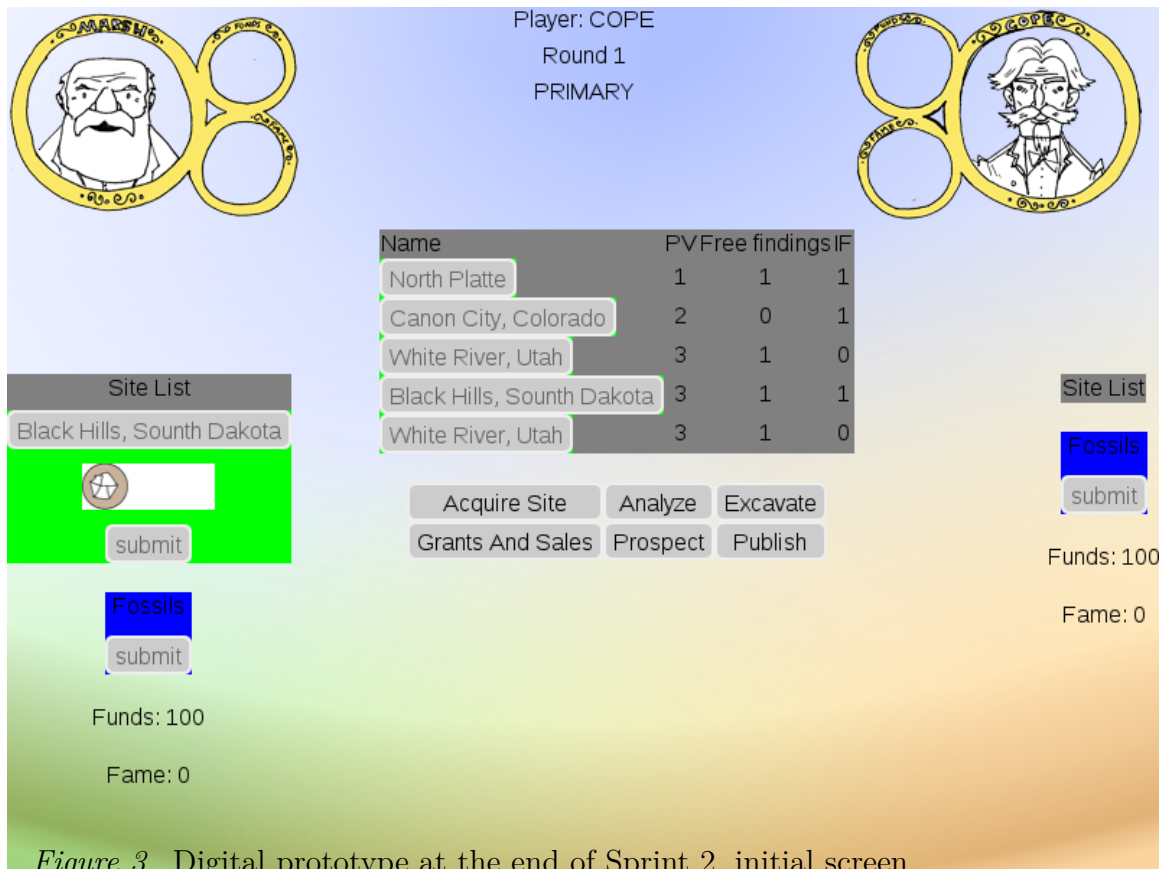 MARSH
FUNDS
FAME
Player: COPE
Round 1
PRIMARY
FUNDS
COPE
FAME
Name PV Free findings IF
North Platte 1 1 1
Canon City, Colorado 2 0 1
White River, Utah 3 1 0
Black Hills, Sounth Dakota 3 1 1
White River, Utah 3 1 0
Site List
Black Hills, Sounth Dakota
submit
Fossils
submit
Funds: 100
Fame: 0
Acquire Site Analyze Excavate
Grants And Sales Prospect Publish
Site List
Fossils
submit
Funds: 100
Fame: 0
Figure 3. Digital prototype at the end of Sprint 2, initial screen